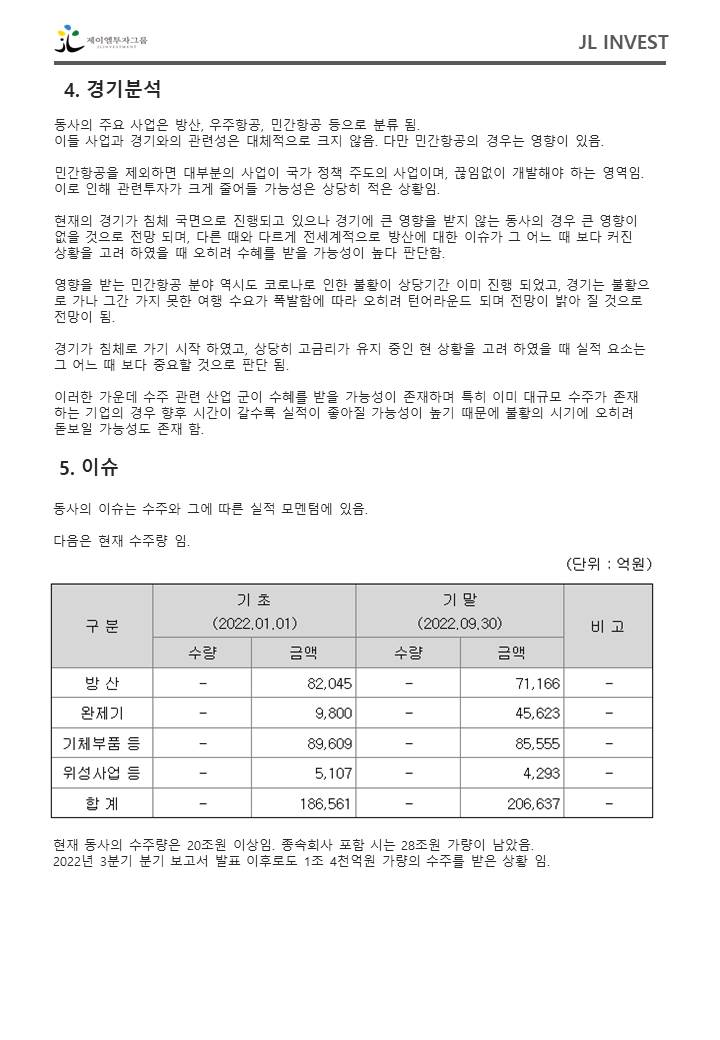 제이엘투자그룹
JLINVESTMENT
JL INVEST
4. 경기분석
동사의 주요 사업은 방산, 우주항공, 민간항공 등으로 분류 됨.
이들 사업과 경기와의 관련성은 대체적으로 크지 않음. 다만 민간항공의 경우는 영향이 있음.
민간항공을 제외하면 대부분의 사업이 국가 정책 주도의 사업이며, 끊임없이 개발해야 하는 영역임.
이로 인해 관련투자가 크게 줄어들 가능성은 상당히 적은 상황임.
현재의 경기가 침체 국면으로 진행되고 있으나 경기에 큰 영향을 받지 않는 동사의 경우 큰 영향이
없을 것으로 전망 되며, 다른 때와 다르게 전세계적으로 방산에 대한 이슈가 그 어느 때 보다 커진
상황을 고려 하였을 때 오히려 수혜를 받을 가능성이 높다 판단함.
영향을 받는 민간항공 분야 역시도 코로나로 인한 불황이 상당기간 이미 진행 되었고, 경기는 불황으
로 가나 그간 가지 못한 여행 수요가 폭발함에 따라 오히려 턴어라운드 되며 전망이 밝아 질 것으로
전망이 됨.
경기가 침체로 가기 시작 하였고, 상당히 고금리가 유지 중인 현 상황을 고려 하였을 때 실적 요소는
그 어느 때 보다 중요할 것으로 판단 됨.
이러한 가운데 수주 관련 산업 군이 수혜를 받을 가능성이 존재하며 특히 이미 대규모 수주가 존재
하는 기업의 경우 향후 시간이 갈수록 실적이 좋아질 가능성이 높기 때문에 불황의 시기에 오히려
돋보일 가능성도 존재 함.
5. 이슈
동사의 이슈는 수주와 그에 따른 실적 모멘텀에 있음.
다음은 현재 수주량 임.
(단위 : 억원)
구 분 기 초 (2022.01.01) 기 말 (2022.09.30) 비 고
수량 금액 수량 금액
방 산 - 82,045 - 71,166 -
완제기 - 9,800 - 45,623 -
기체부품 등 - 89,609 - 85,555 -
위성사업 등 - 5,107 - 4,293 -
합 계 - 186,561 - 206,637 -
현재 동사의 수주량은 20조원 이상임. 종속회사 포함 시는 28조원 가량이 남았음.
2022년 3분기 분기 보고서 발표 이후로도 1조 4천억원 가량의 수주를 받은 상황 임.